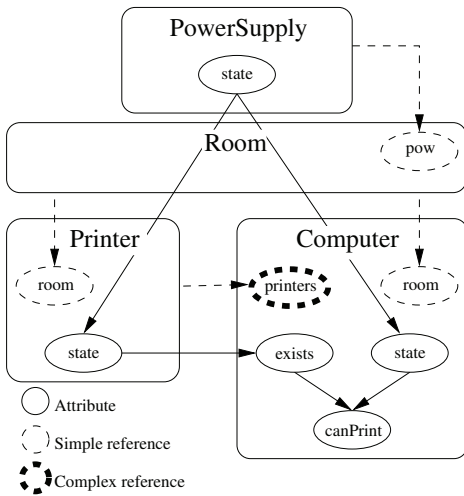 PowerSupply
state
Room
pow
Printer
Computer
room
printers
room
state
exists
state
canPrint
Attribute
Simple reference
Complex reference